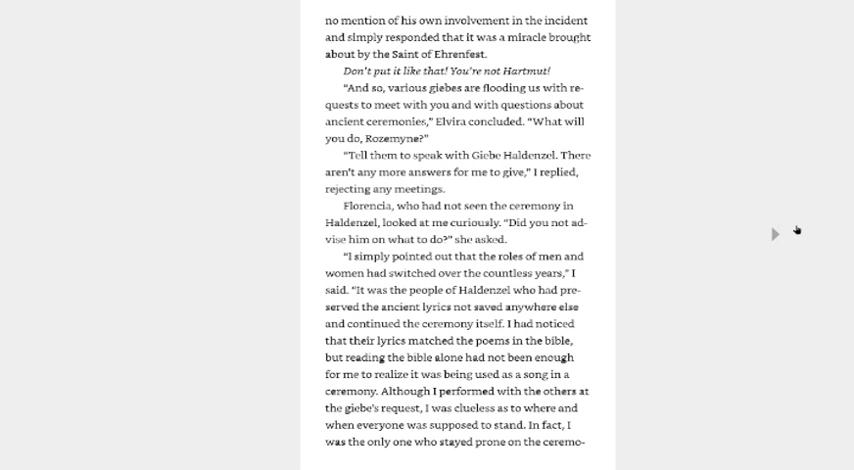 no mention of his own involvement in the incident
and simply responded that it was a miracle brought
about by the Saint of Ehrenfest.
Don't put it like that! You're not Hartmut!
“And so, various giebes are flooding us with re-
quests to meet with you and with questions about
ancient ceremonies,” Elvira concluded. “What will
you do, Rozemyne?”
“Tell them to speak with Giebe Haldenzel. There
aren't any more answers for me to give,” I replied,
rejecting any meetings.
Florencia, who had not seen the ceremony in
Haldenzel, looked at me curiously. “Did you not ad-
vise him on what to do?” she asked.
“I simply pointed out that the roles of men and
women had switched over the countless years,” I
said. “It was the people of Haldenzel who had pre-
served the ancient lyrics not saved anywhere else
and continued the ceremony itself. I had noticed
that their lyrics matched the poems in the bible,
but reading the bible alone had not been enough
for me to realize it was being used as a song in a
ceremony. Although I performed with the others at
the giebe's request, I was clueless as to where and
when everyone was supposed to stand. In fact, I
was the only one who stayed prone on the ceremo-